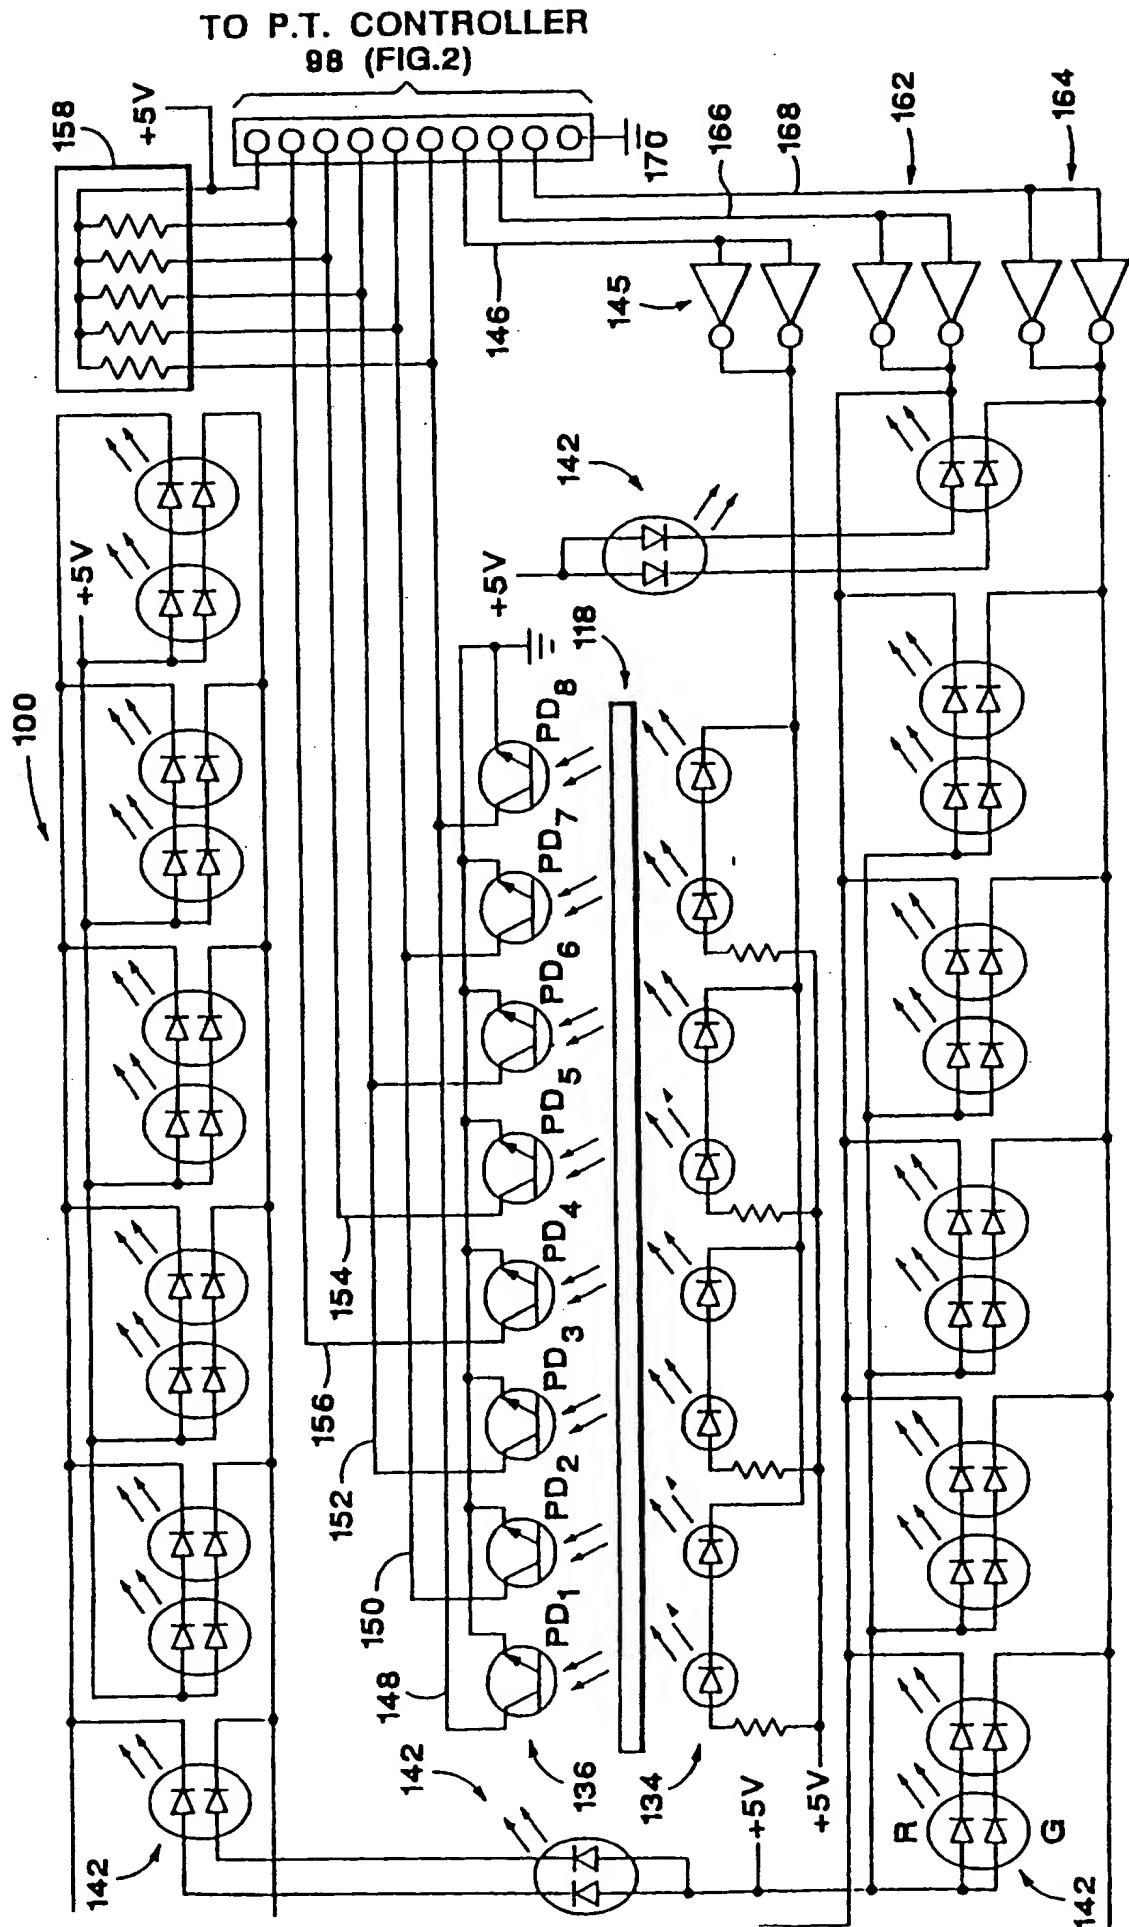 TO P.T. CONTROLLER
98 (FIG.2)
158
+5V
170
166
168
162
164
146
145
100
+5V
142
+5V
118
PD8
PD7
PD6
PD5
PD4
PD3
PD2
PD1
154
156
152
150
148
136
134
142
142
+5V
+5V
R
G
142